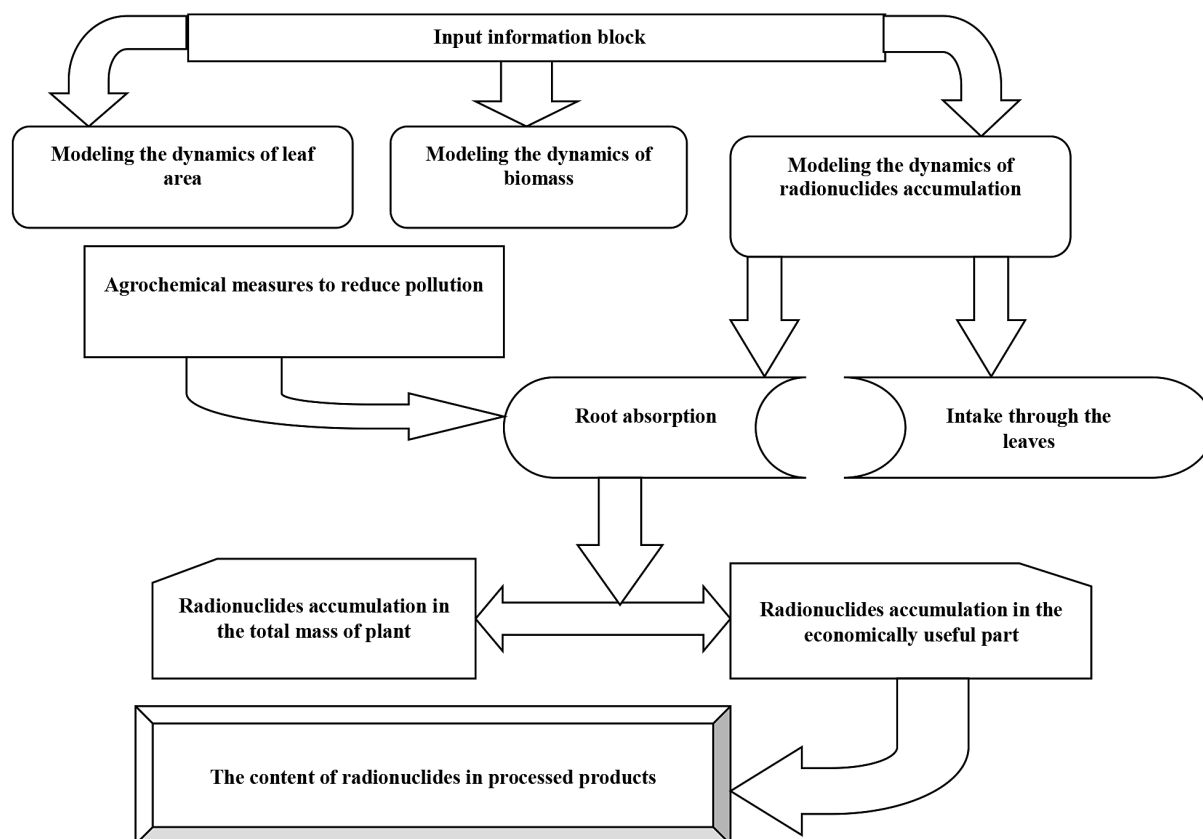 Input information block
Modeling the dynamics of leaf
area
Modeling the dynamics of
biomass
Modeling the dynamics of
radionuclides accumulation
Agrochemical measures to reduce pollution
Root absorption
Intake through the
leaves
Radionuclides accumulation in
the total mass of plant
Radionuclides accumulation in the
economically useful part
The content of radionuclides in processed products